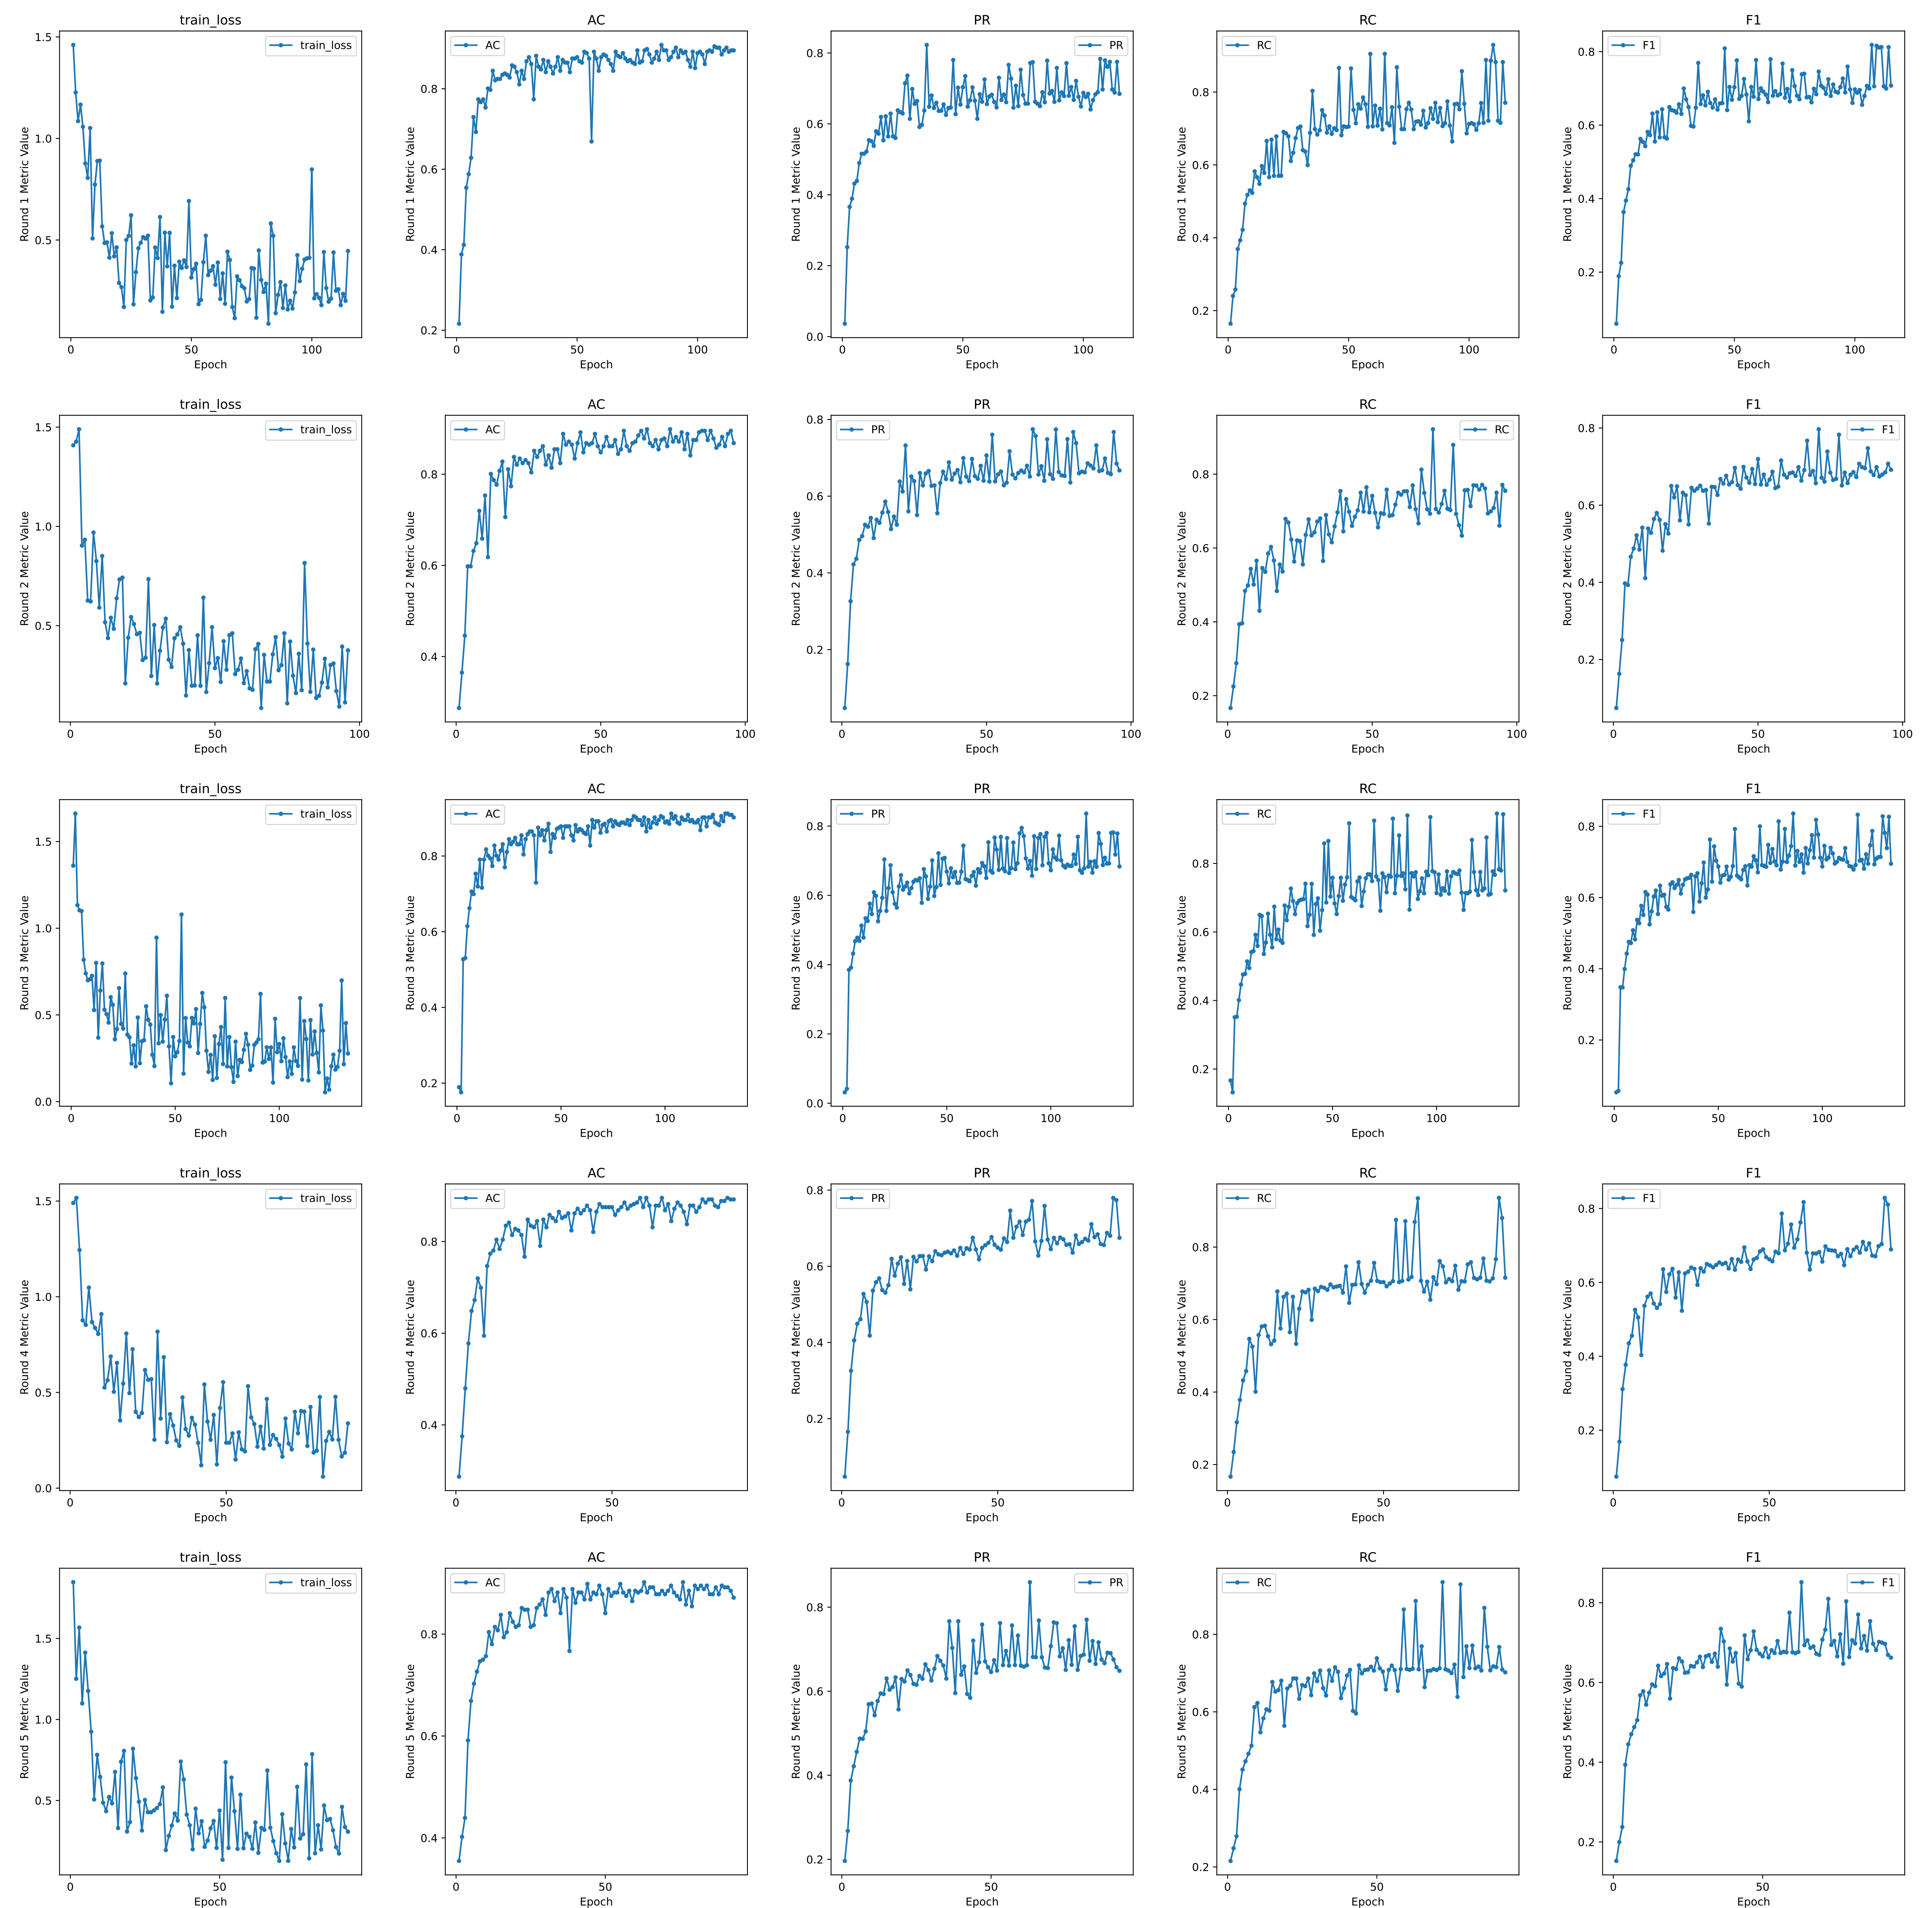 train_loss AC PR RC F1
1.5 1.0 0.5
Round 1 Metric Value
train_loss
0 50 100
Epoch
0.8 0.6 0.4 0.2
Round 1 Metric Value
AC
0 50 100
Epoch
0.8 0.6 0.4 0.2 0.0
Round 1 Metric Value
PR
0 50 100
Epoch
0.8 0.6 0.4 0.2
Round 1 Metric Value
RC
0 50 100
Epoch
0.8 0.6 0.4 0.2
Round 1 Metric Value
F1
0 50 100
Epoch
train_loss AC PR RC F1
1.5 1.0 0.5
Round 2 Metric Value
train_loss
0 50 100
Epoch
0.8 0.6 0.4
Round 2 Metric Value
AC
0 50 100
Epoch
0.8 0.6 0.4 0.2
Round 2 Metric Value
PR
0 50 100
Epoch
0.8 0.6 0.4 0.2
Round 2 Metric Value
RC
0 50 100
Epoch
0.8 0.6 0.4 0.2
Round 2 Metric Value
F1
0 50 100
Epoch
train_loss AC PR RC F1
1.5 1.0 0.5 0.0
Round 3 Metric Value
train_loss
0 50 100
Epoch
0.8 0.6 0.4 0.2
Round 3 Metric Value
AC
0 50 100
Epoch
0.8 0.6 0.4 0.2 0.0
Round 3 Metric Value
PR
0 50 100
Epoch
0.8 0.6 0.4 0.2
Round 3 Metric Value
RC
0 50 100
Epoch
0.8 0.6 0.4 0.2
Round 3 Metric Value
F1
0 50 100
Epoch
train_loss AC PR RC F1
1.5 1.0 0.5 0.0
Round 4 Metric Value
train_loss
0 50
Epoch
0.8 0.6 0.4
Round 4 Metric Value
AC
0 50
Epoch
0.8 0.6 0.4 0.2
Round 4 Metric Value
PR
0 50
Epoch
0.8 0.6 0.4 0.2
Round 4 Metric Value
RC
0 50
Epoch
0.8 0.6 0.4 0.2
Round 4 Metric Value
F1
0 50
Epoch
train_loss AC PR RC F1
1.5 1.0 0.5
Round 5 Metric Value
train_loss
0 50
Epoch
0.8 0.6 0.4
Round 5 Metric Value
AC
0 50
Epoch
0.8 0.6 0.4 0.2
Round 5 Metric Value
PR
0 50
Epoch
0.8 0.6 0.4 0.2
Round 5 Metric Value
RC
0 50
Epoch
0.8 0.6 0.4 0.2
Round 5 Metric Value
F1
0 50
Epoch